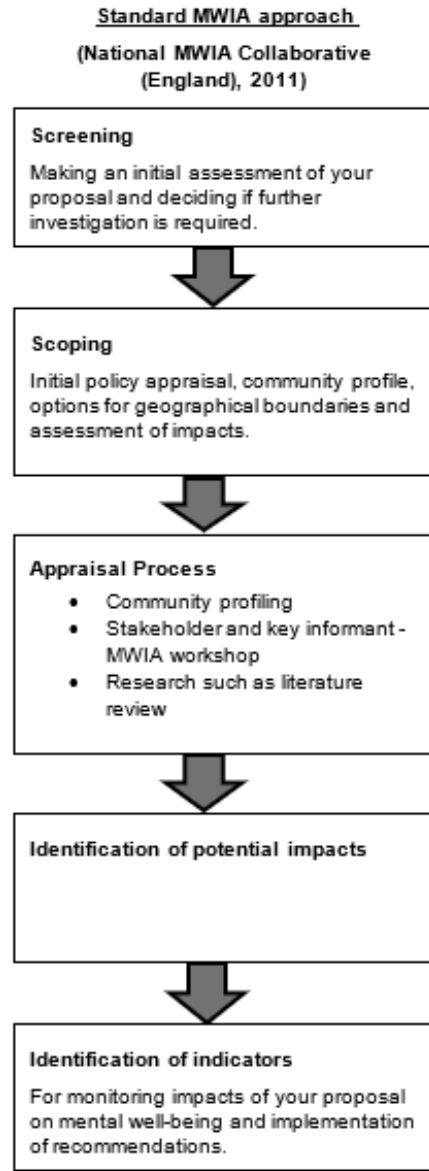 Standard MWIA approach
(National MWIA Collaborative
(England), 2011)
Screening
Making an initial assessment of your
proposal and deciding if further
investigation is required.
Scoping
Initial policy appraisal, community profile,
options for geographical boundaries and
assessment of impacts.
Appraisal Process
• Community profiling
• Stakeholder and key informant -
MWIA workshop
• Research such as literature
review
Identification of potential impacts
Identification of indicators
For monitoring impacts of your proposal
on mental well-being and implementation
of recommendations.